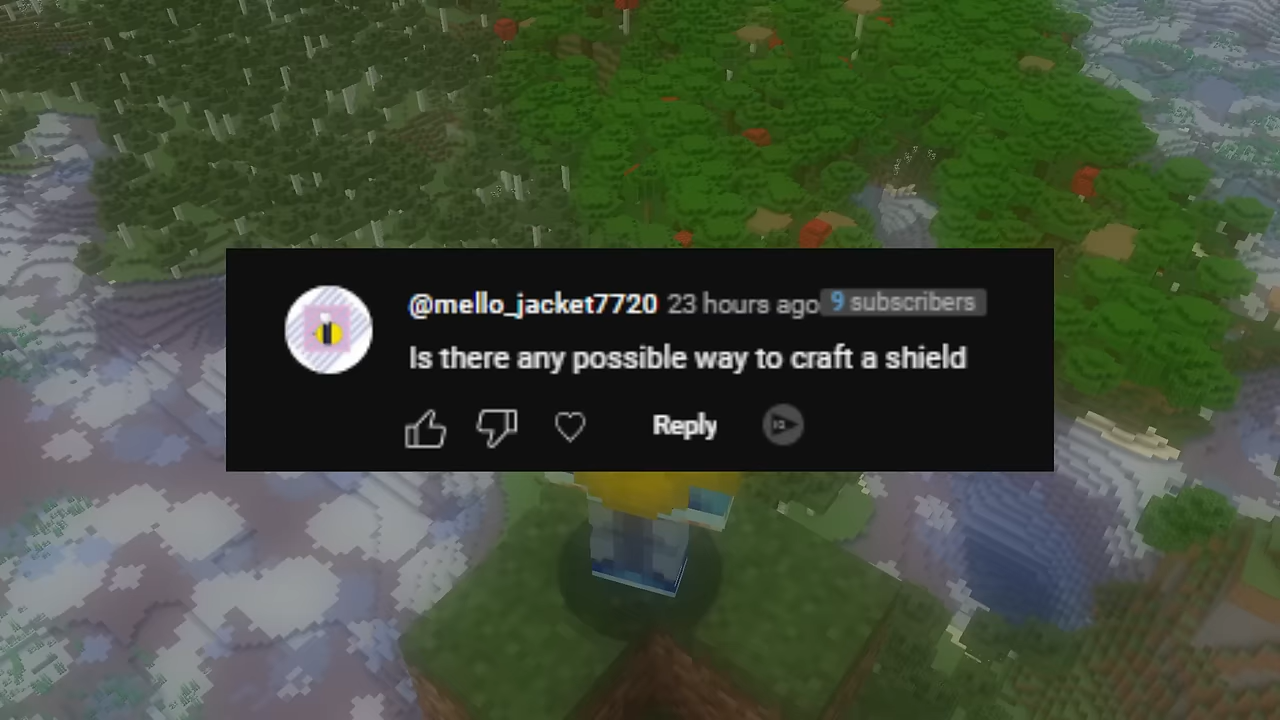 @mello_jacket7720 23 hours ago 9 subscribers
Is there any possible way to craft a shield
Reply